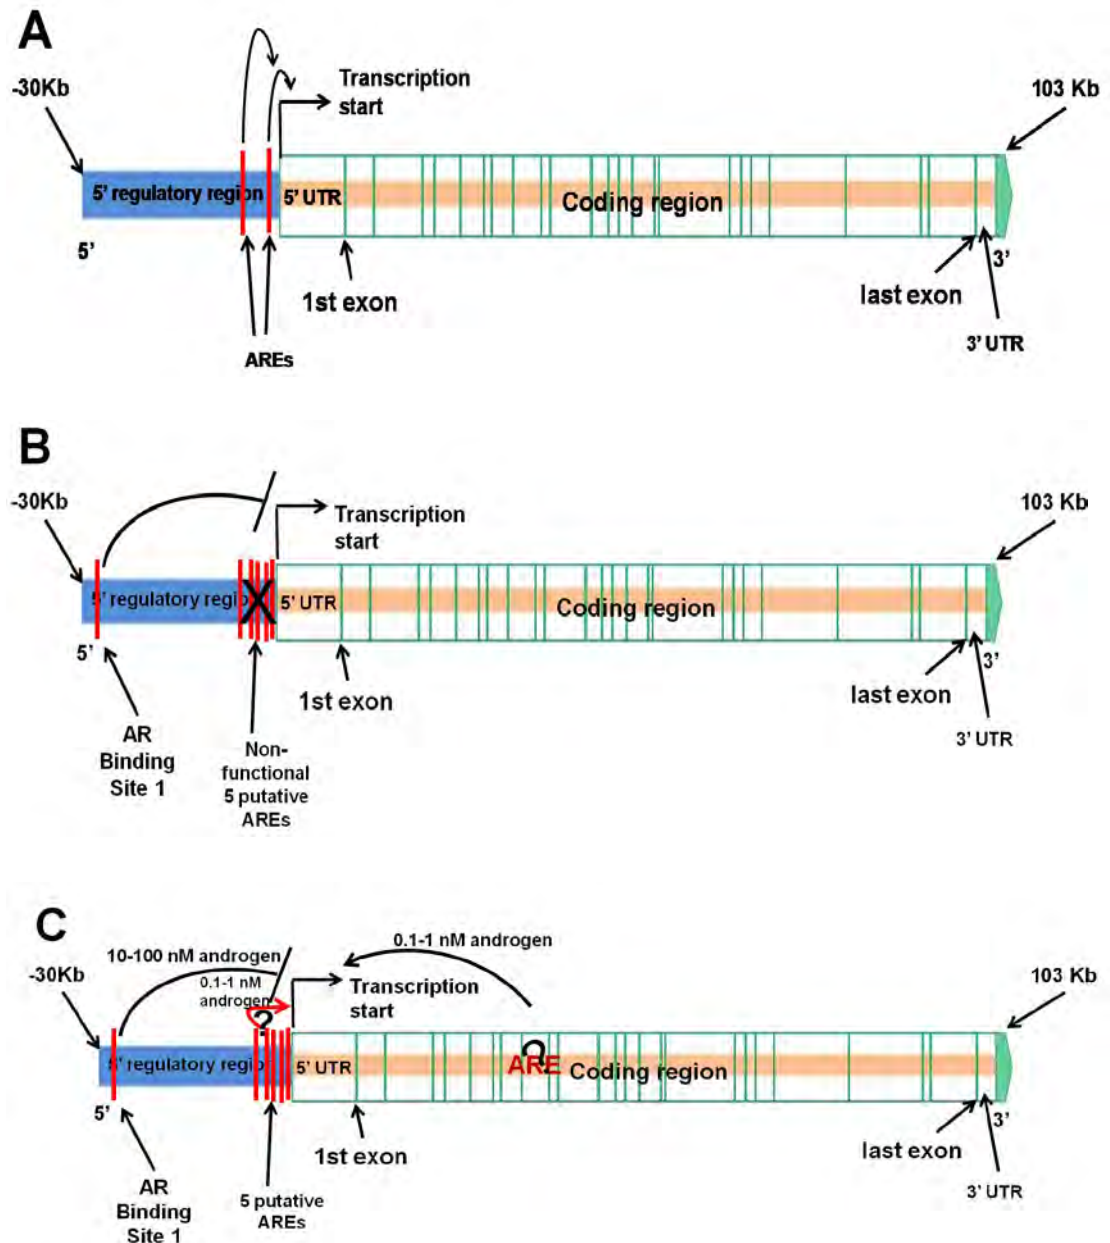 A
-30Kb
Transcription
start
103 Kb
5' regulatory region
5' UTR
Coding region
5'
3'
1st exon
last exon
AREs
3' UTR
B
-30Kb
Transcription
start
103 Kb
5' regulatory region
X
5' UTR
Coding region
5'
3'
1st exon
last exon
AR
Binding
Site 1
Non-
functional
5 putative
AREs
3' UTR
C
10-100 nM androgen
0.1-1 nM androgen
-30Kb
0.1-1 nM
androgen
Transcription
start
103 Kb
?
5' regulatory region
5' UTR
?
ARE
Coding region
5'
3'
1st exon
last exon
AR
Binding
Site 1
5 putative
AREs
3' UTR